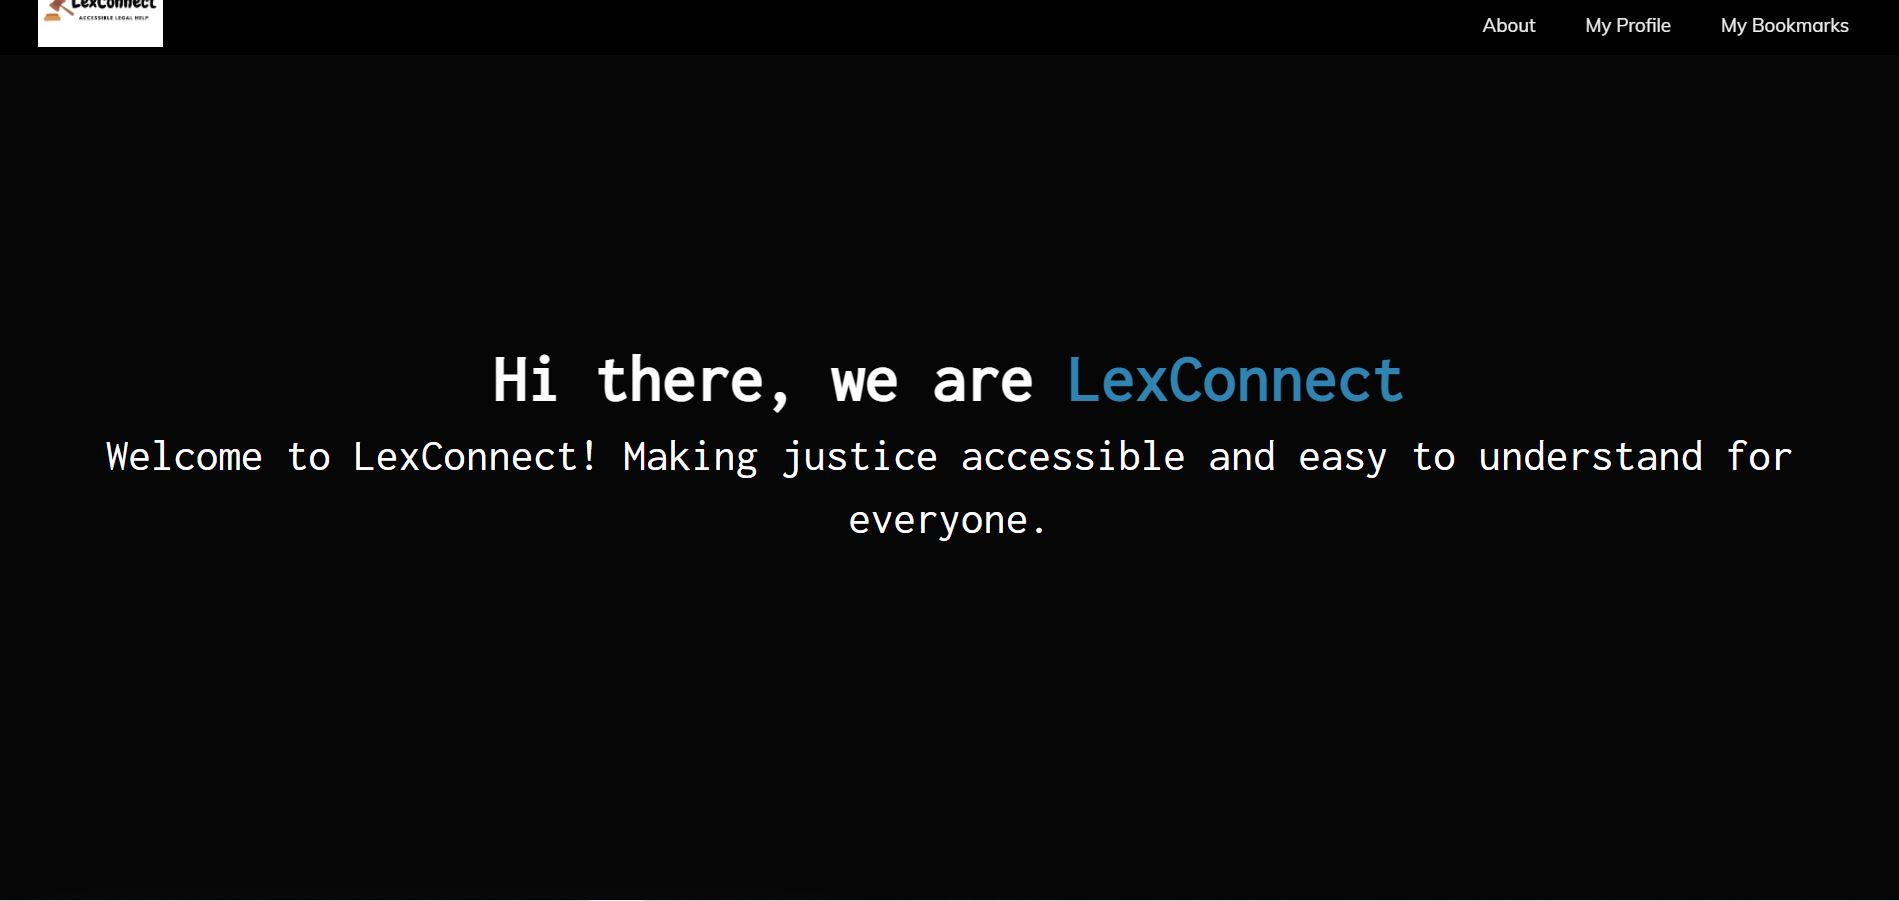 LexConnect
ACCESSIBLE LEGAL HELP
About
My Profile
My Bookmarks
Hi there, we are LexConnect
Welcome to LexConnect! Making justice accessible and easy to understand for
everyone.